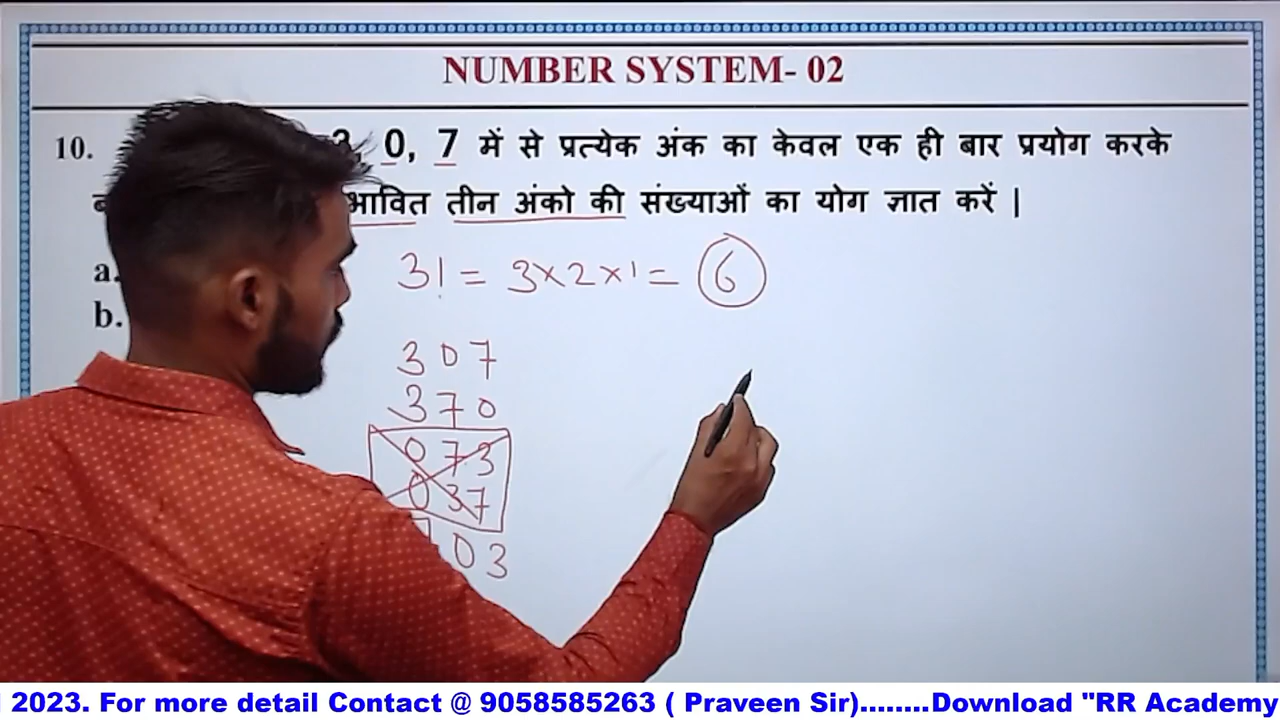 NUMBER SYSTEM- 02
10. 3, 0, 7 में से प्रत्येक अंक का केवल एक ही बार प्रयोग करके
तीन अंको की संख्याओं का योग ज्ञात करें |
a. 3! = 3×2×1 = 6
b.
307
370
073
037
703
2023. For more detail Contact @ 9058585263 ( Praveen Sir)........Download "RR Academy